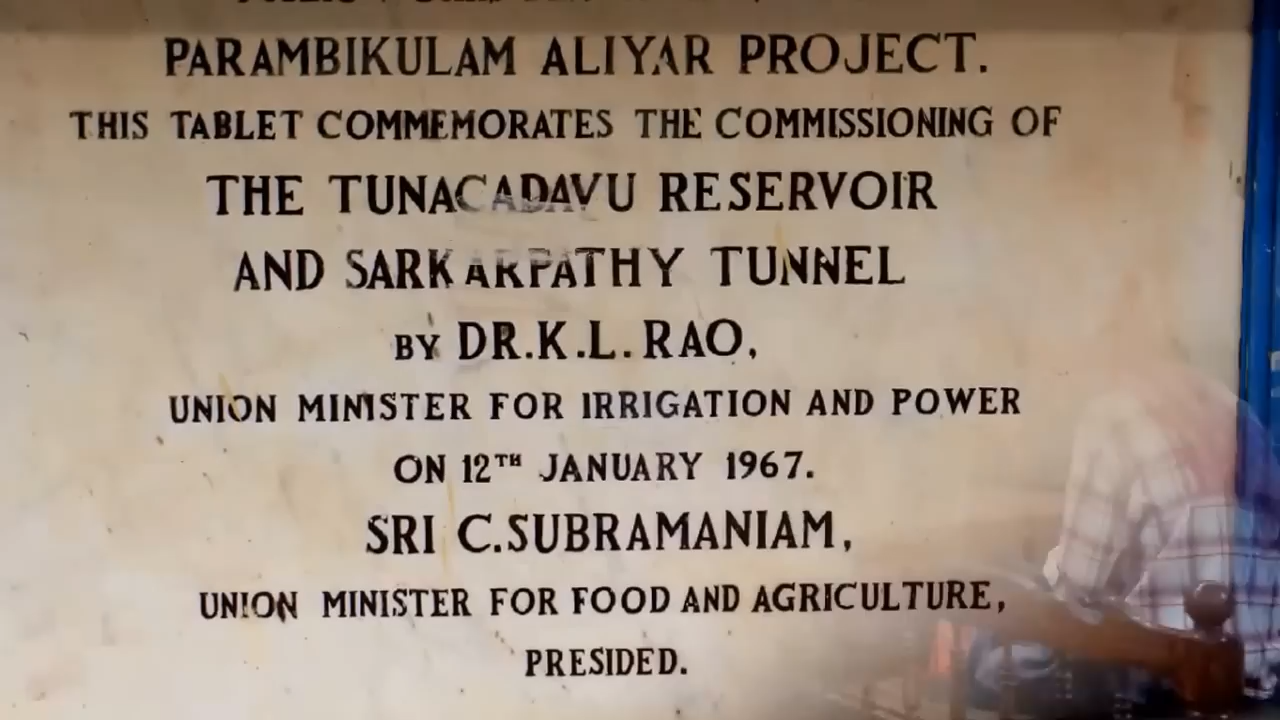 PARAMBIKULAM ALIYAR PROJECT.
THIS TABLET COMMEMORATES THE COMMISSIONING OF
THE TUNACADAVU RESERVOIR
AND SARKARPATHY TUNNEL
BY DR.K.L.RAO,
UNION MINISTER FOR IRRIGATION AND POWER
ON 12TH JANUARY 1967.
SRI C.SUBRAMANIAM,
UNION MINISTER FOR FOOD AND AGRICULTURE,
PRESIDED.